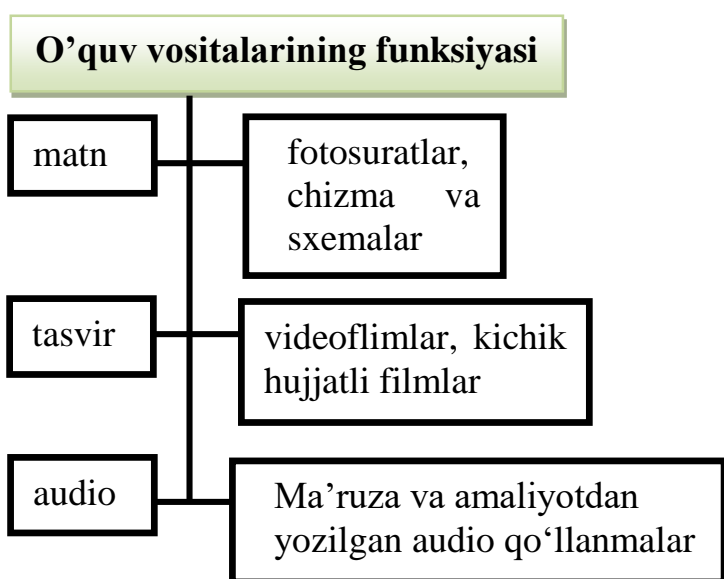 O’quv vositalarining funksiyasi
matn
fotosuratlar,
chizma va
sxemalar
tasvir
videoflimlar, kichik
hujjatli filmlar
audio
Ma’ruza va amaliyotdan
yozilgan audio qo‘llanmalar